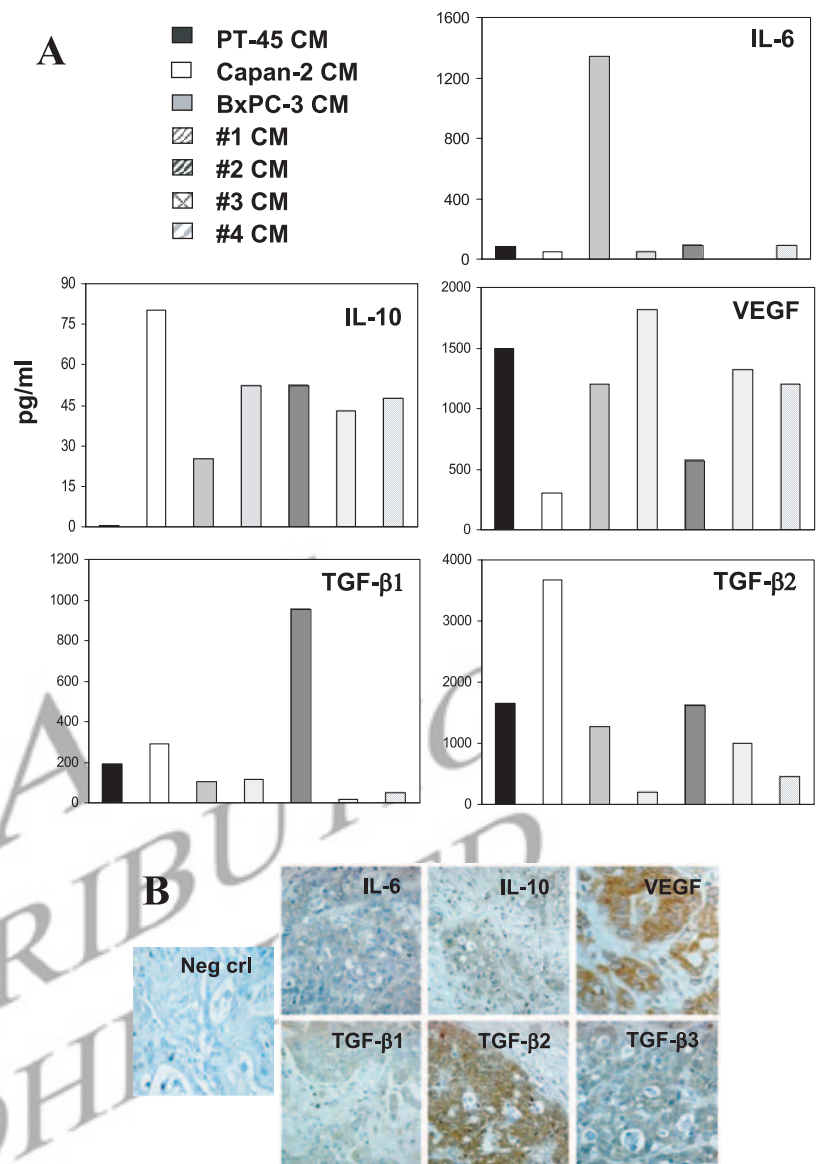 A
PT-45 CM
Capan-2 CM
BxPC-3 CM
#1 CM
#2 CM
#3 CM
#4 CM
IL-6
1600
1200
800
400
0
pg/ml
IL-10
90
75
60
45
30
15
0
VEGF
2000
1500
1000
500
0
TGF-β1
1200
1000
800
600
400
200
0
TGF-β2
4000
3000
2000
1000
0
B
Neg crl
IL-6
IL-10
VEGF
TGF-β1
TGF-β2
TGF-β3